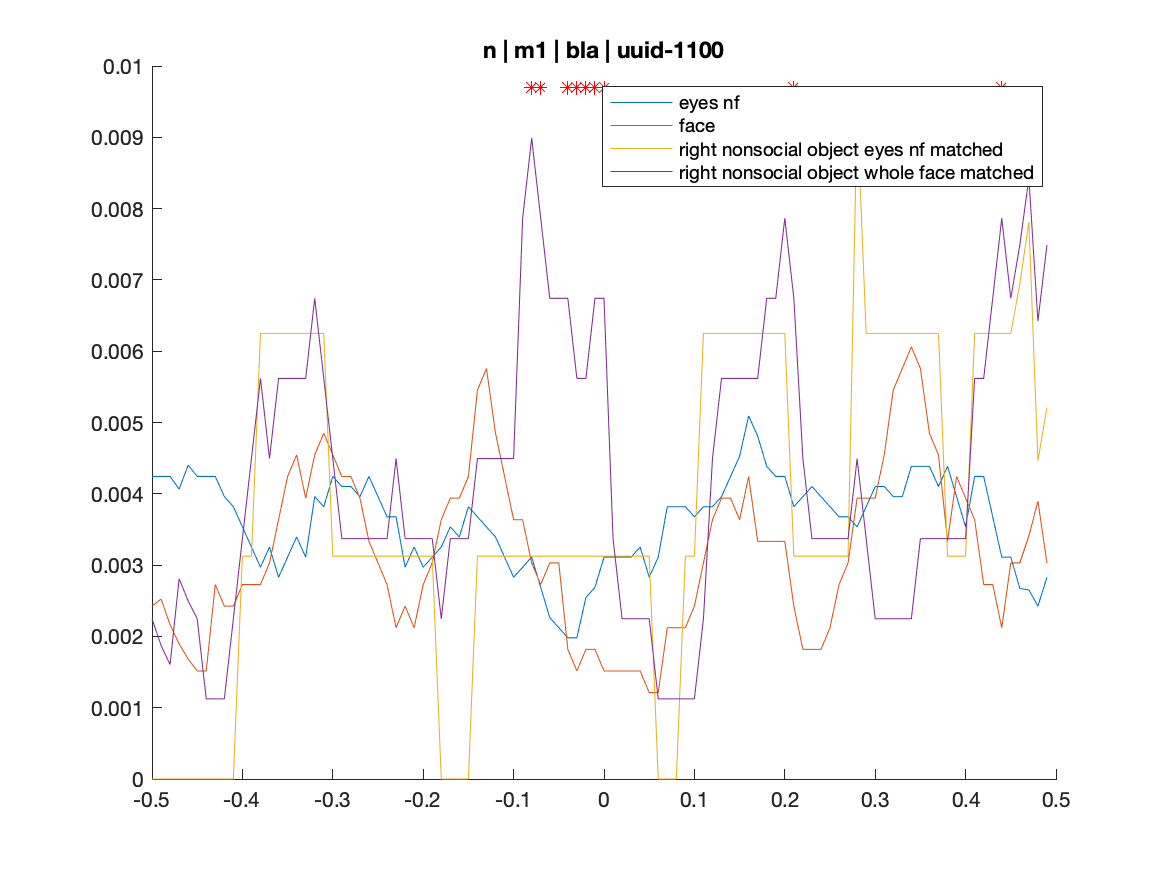 n | m1 | bla | uuid-1100
0.01
0.009
0.008
0.007
0.006
0.005
0.004
0.003
0.002
0.001
0
eyes nf
face
right nonsocial object eyes nf matched
right nonsocial object whole face matched
-0.5 -0.4 -0.3 -0.2 -0.1 0 0.1 0.2 0.3 0.4 0.5